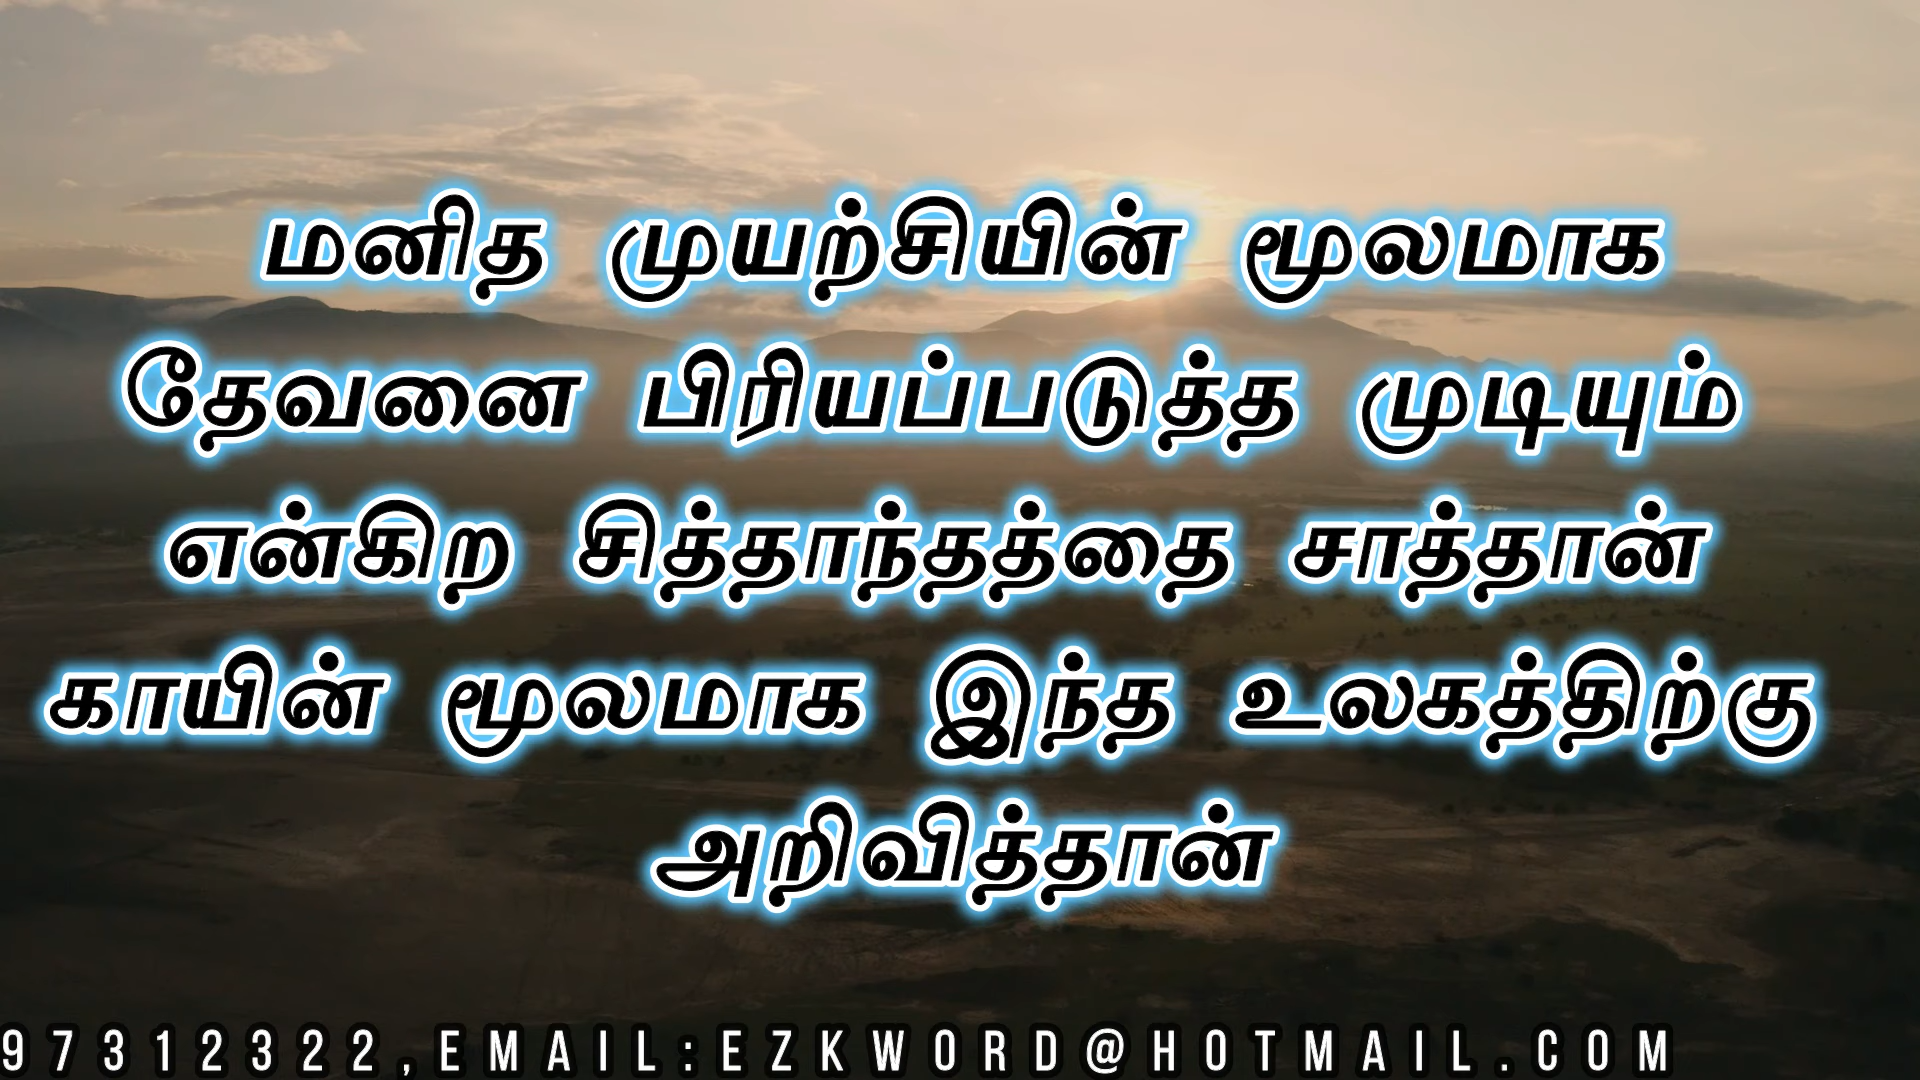 மனித முயற்சியின் மூலமாக
தேவனை பிரியப்படுத்த முடியும்
என்கிற சித்தாந்தத்தை சாத்தான்
காயின் மூலமாக இந்த உலகத்திற்கு
அறிவித்தான்
97312322,EMAIL:EZKWORD@HOTMAIL.COM